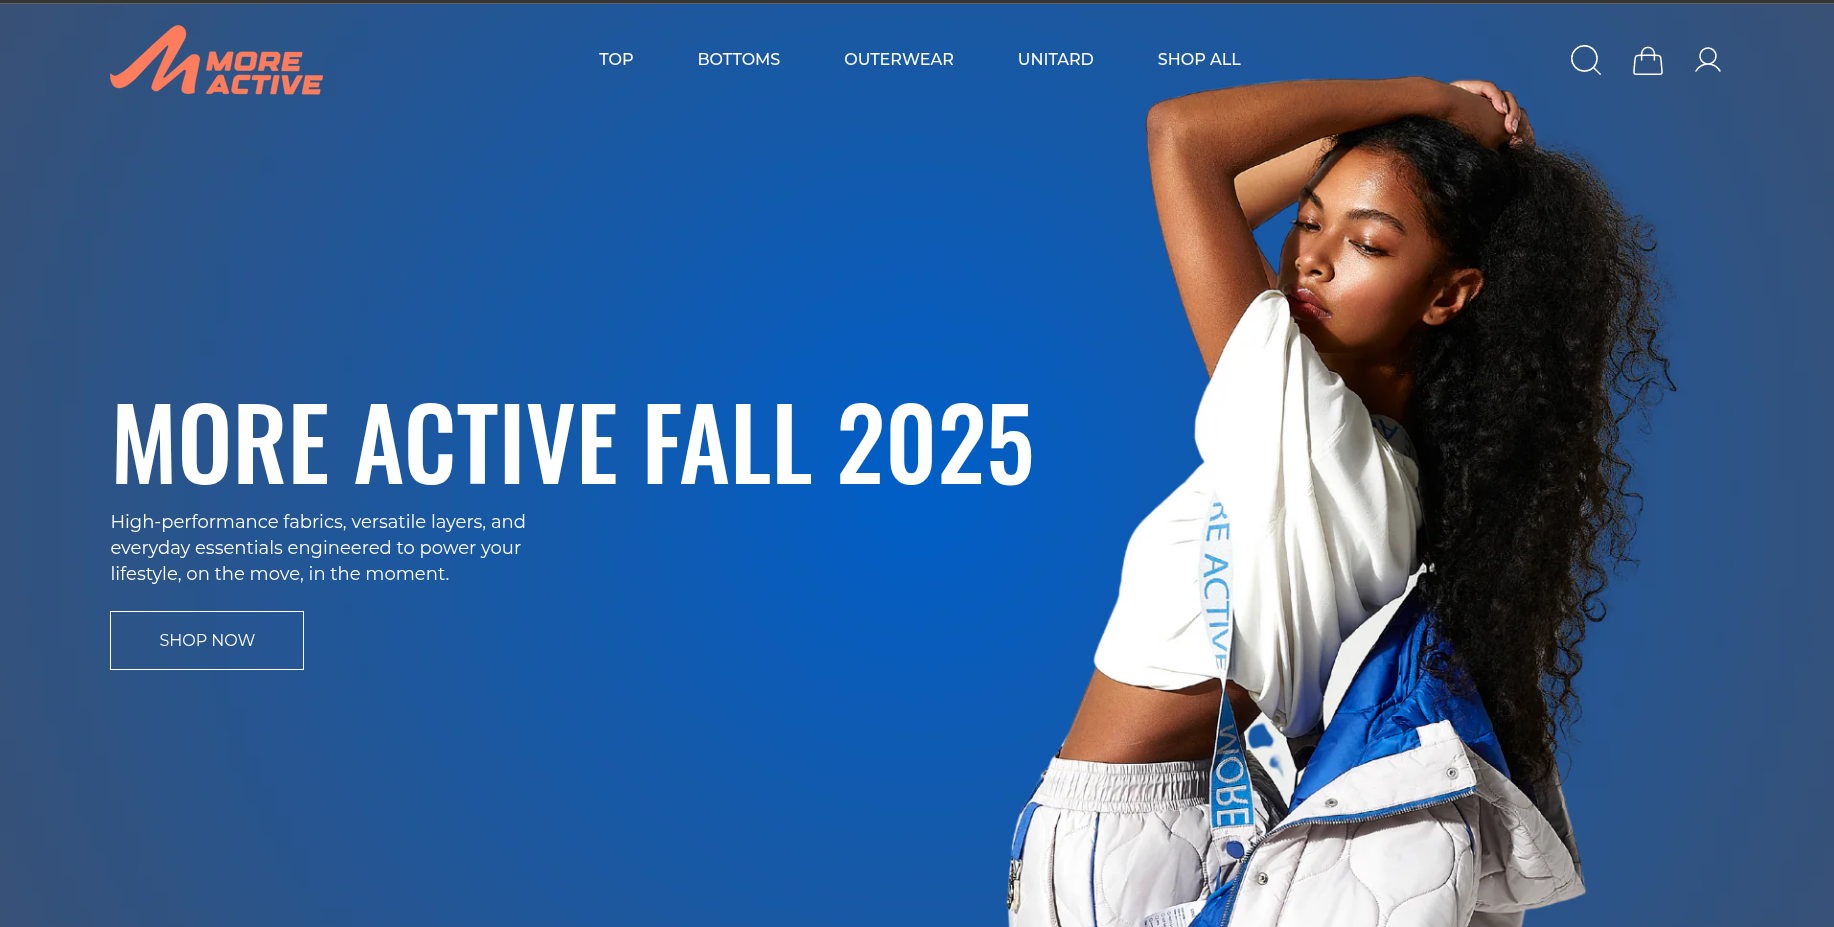 MORE
ACTIVE
TOP
BOTTOMS
OUTERWEAR
UNITARD
SHOP ALL
MORE ACTIVE FALL 2025
High-performance fabrics, versatile layers, and
everyday essentials engineered to power your
lifestyle, on the move, in the moment.
SHOP NOW
RE ACTIVE
MORE